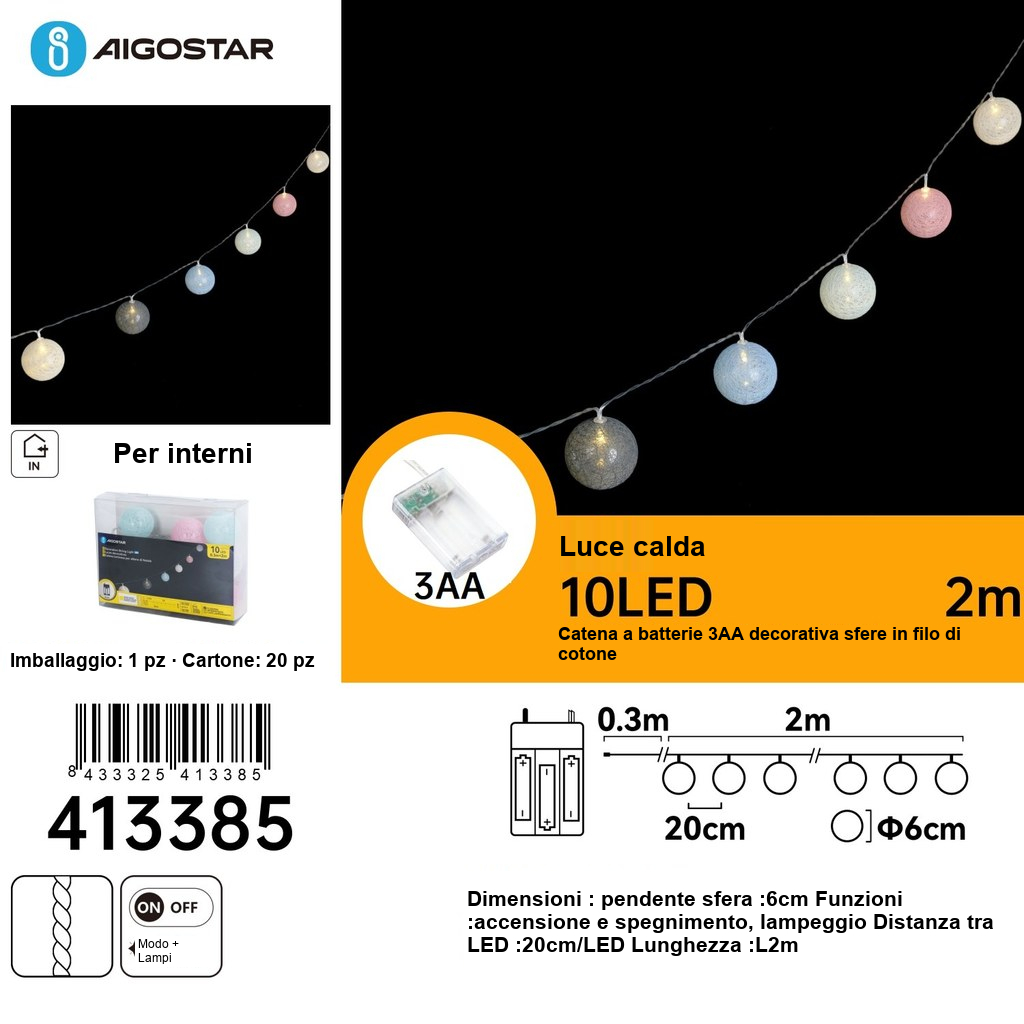 AIGOSTAR
IN
Per interni
AIGOSTAR
10
Imballaggio: 1 pz · Cartone: 20 pz
8 433325 413385
413385
ON OFF
Modo +
Lampi
3AA
Luce calda
10LED 2m
Catena a batterie 3AA decorativa sfere in filo di
cotone
0.3m 2m
20cm Φ6cm
Dimensioni : pendente sfera :6cm Funzioni
:accensione e spegnimento, lampeggio Distanza tra
LED :20cm/LED Lunghezza :L2m